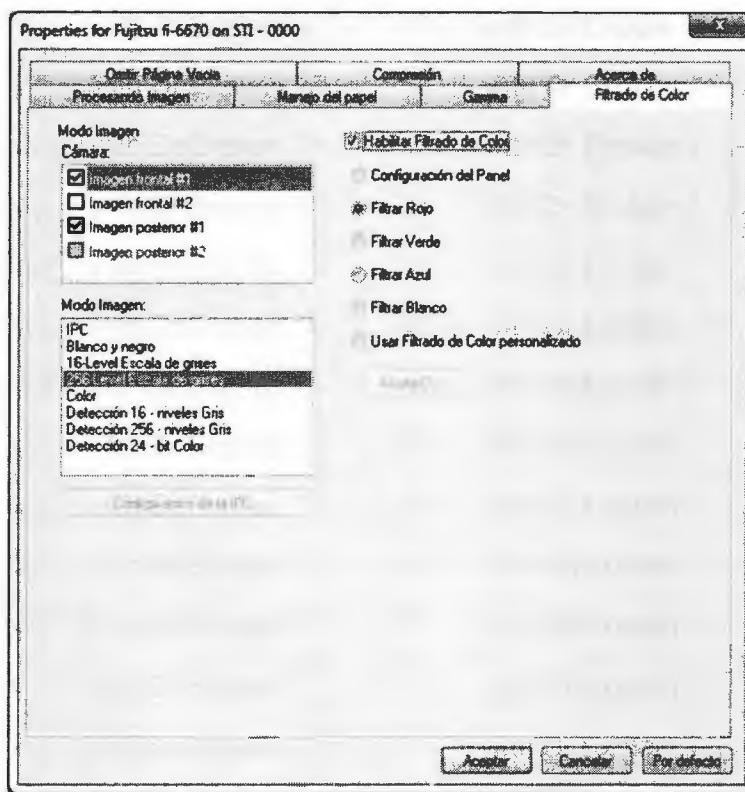 Properties for Fujitsu fi-6670 on STI - 0000
Omitir Página Vacía Compresión Acerca de
Procesando Imagen Manejo del papel Gamma Filtrado de Color
Modo Imagen
Cámara:
Imagen frontal #1
Imagen frontal #2
Imagen posterior #1
Imagen posterior #2
Habilitar Filtrado de Color
Configuración del Panel
Filtrar Rojo
Filtrar Verde
Filtrar Azul
Filtrar Blanco
Usar Filtrado de Color personalizado
Modo Imagen:
IPC
Blanco y negro
16-Level Escala de grises
256-Level Escala de grises
Color
Detección 16 - niveles Gris
Detección 256 - niveles Gris
Detección 24 - bit Color
Configuración de la IPC...
Aceptar Cancelar Por defecto